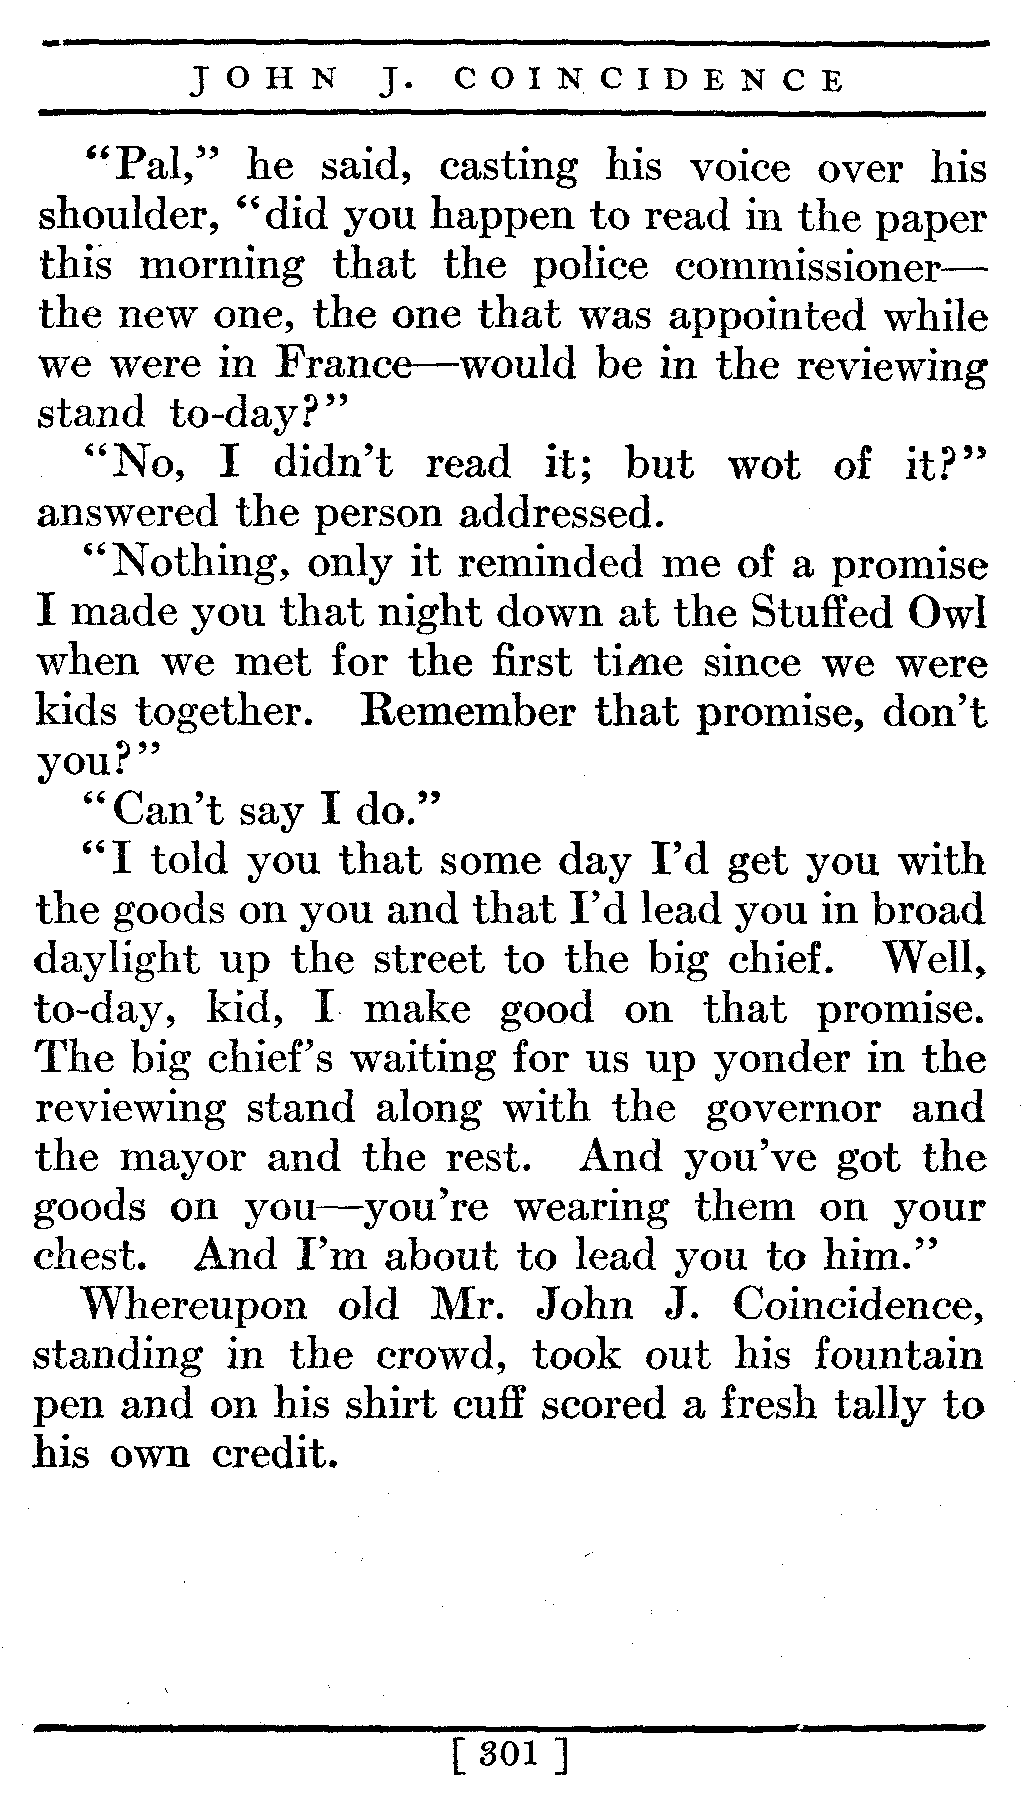 JOHN J. COINCIDENCE
“Pal,” he said, casting his voice over his
shoulder, “did you happen to read in the paper
this morning that the police commissioner—
the new one, the one that was appointed while
we were in France—would be in the reviewing
stand to-day?”
“No, I didn't read it; but wot of it?”
answered the person addressed.
“Nothing, only it reminded me of a promise
I made you that night down at the Stuffed Owl
when we met for the first time since we were
kids together. Remember that promise, don't
you?”
“Can't say I do.”
“I told you that some day I'd get you with
the goods on you and that I'd lead you in broad
daylight up the street to the big chief. Well,
to-day, kid, I make good on that promise.
The big chief's waiting for us up yonder in the
reviewing stand along with the governor and
the mayor and the rest. And you've got the
goods on you—you're wearing them on your
chest. And I'm about to lead you to him.”
Whereupon old Mr. John J. Coincidence,
standing in the crowd, took out his fountain
pen and on his shirt cuff scored a fresh tally to
his own credit.
[ 301 ]